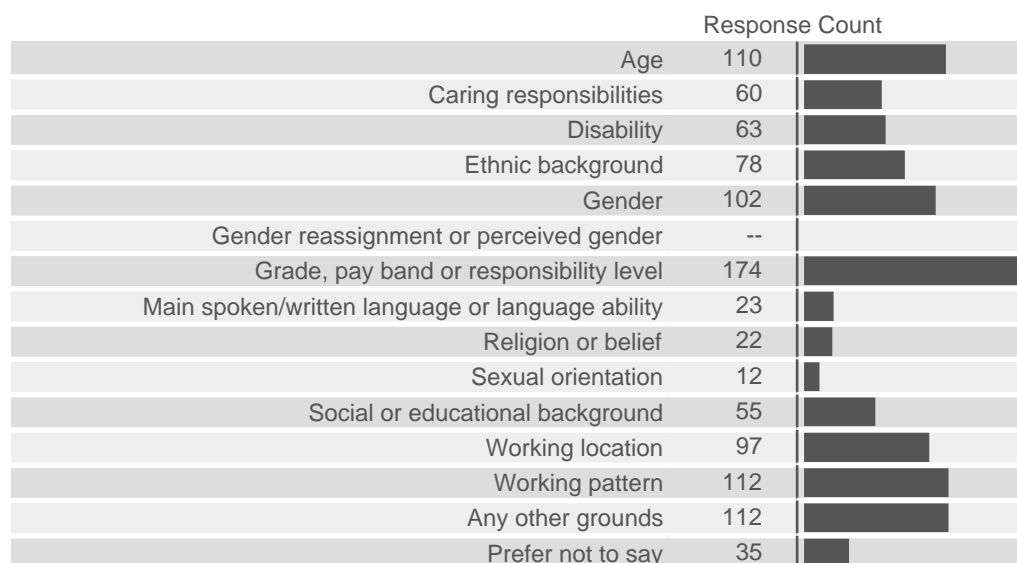 Response Count
Age 110
Caring responsibilities 60
Disability 63
Ethnic background 78
Gender 102
Gender reassignment or perceived gender --
Grade, pay band or responsibility level 174
Main spoken/written language or language ability 23
Religion or belief 22
Sexual orientation 12
Social or educational background 55
Working location 97
Working pattern 112
Any other grounds 112
Prefer not to say 35